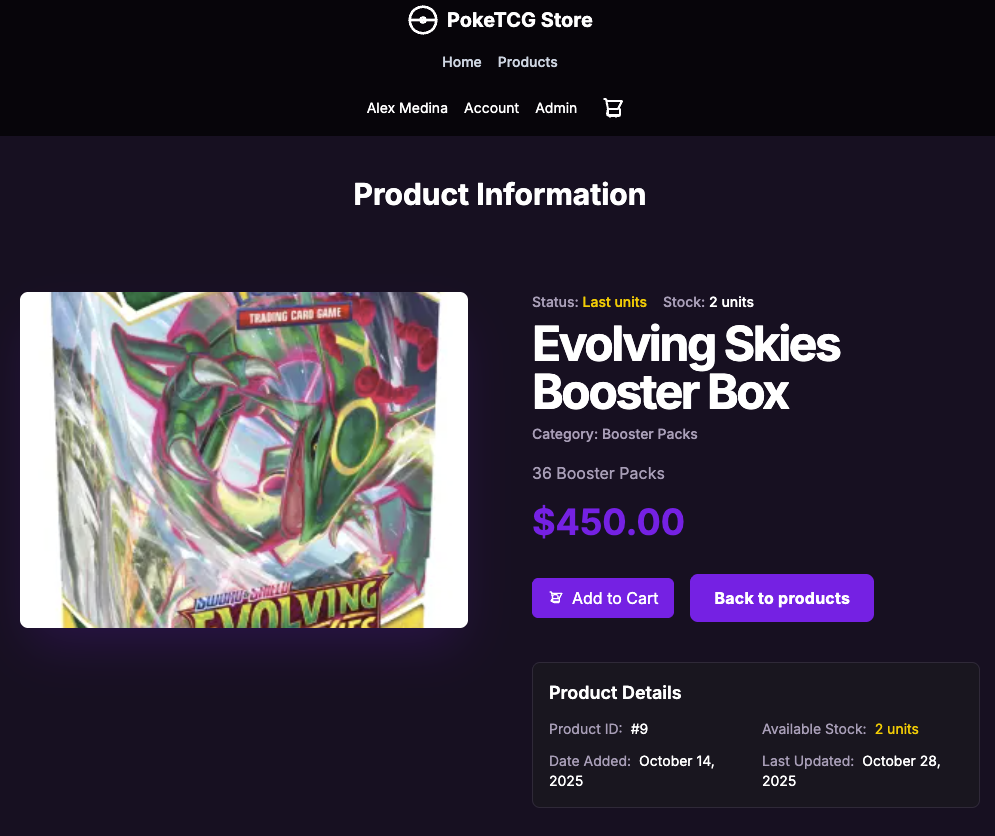 PokeTCG Store
Home Products
Alex Medina Account Admin
Product Information
TRADING CARD GAME
SWORD & SHIELD
EVOLVING
SKIES
Status: Last units Stock: 2 units
Evolving Skies
Booster Box
Category: Booster Packs
36 Booster Packs
$450.00
Add to Cart
Back to products
Product Details
Product ID: #9
Available Stock: 2 units
Date Added: October 14,
2025
Last Updated: October 28,
2025